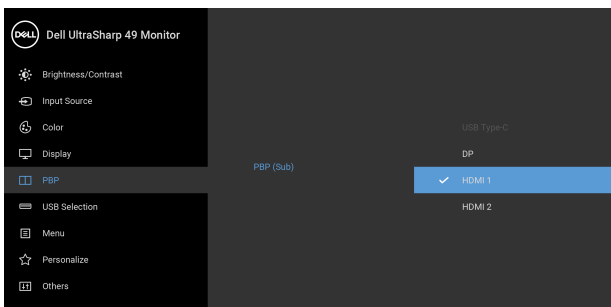 DELL Dell UltraSharp 49 Monitor
Brightness/Contrast
Input Source
Color
Display
PBP
USB Selection
Menu
Personalize
Others
PBP (Sub)
USB Type-C
DP
HDMI 1
HDMI 2